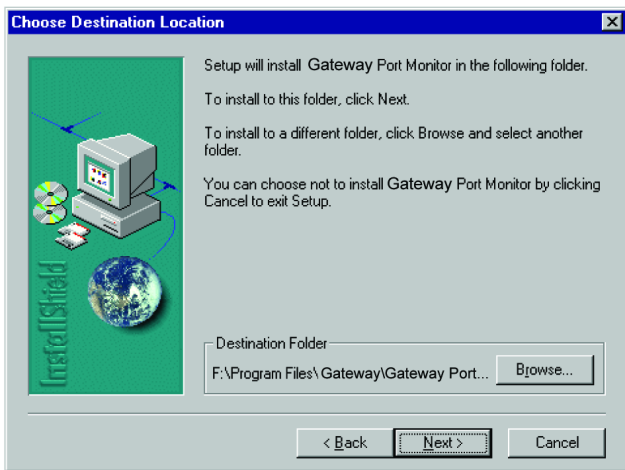 Choose Destination Location
Setup will install Gateway Port Monitor in the following folder.
To install to this folder, click Next.
To install to a different folder, click Browse and select another
folder.
You can choose not to install Gateway Port Monitor by clicking
Cancel to exit Setup.
InstallShield
Destination Folder
F:\Program Files\Gateway\Gateway Port...
Browse...
< Back
Next >
Cancel